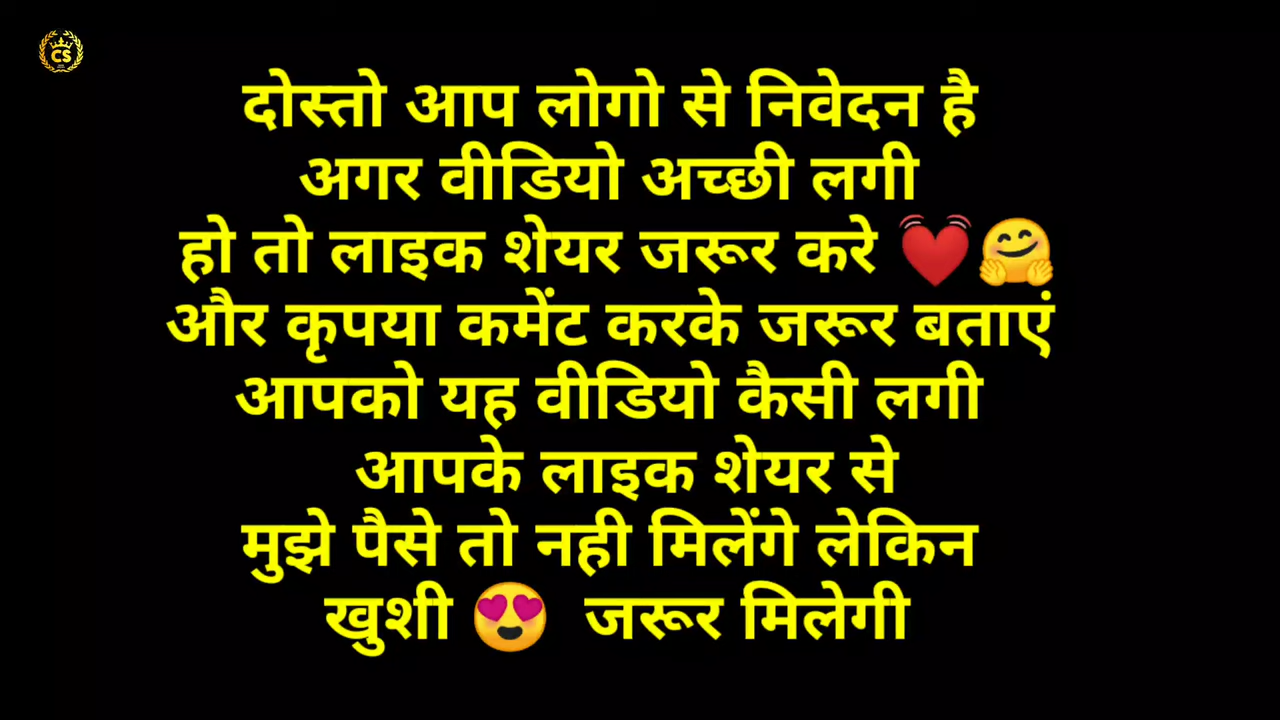 CS
दोस्तो आप लोगो से निवेदन है
अगर वीडियो अच्छी लगी
हो तो लाइक शेयर जरूर करे 💓🤗
और कृपया कमेंट करके जरूर बताएं
आपको यह वीडियो कैसी लगी
आपके लाइक शेयर से
मुझे पैसे तो नही मिलेंगे लेकिन
खुशी 😍 जरूर मिलेगी